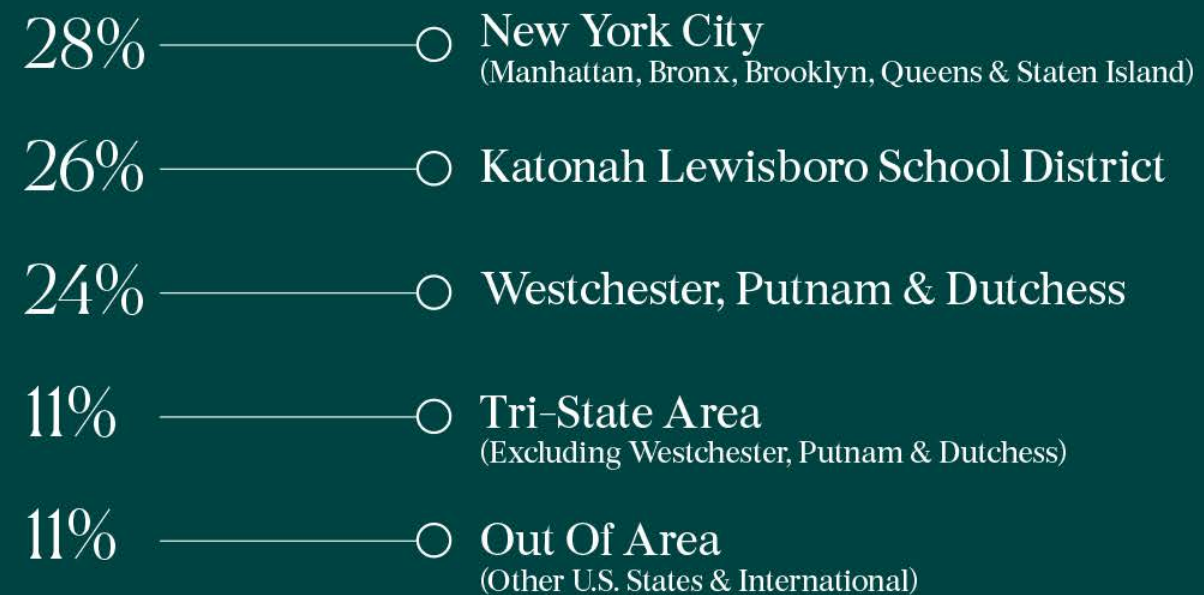 28% New York City
(Manhattan, Bronx, Brooklyn, Queens & Staten Island)
26% Katonah Lewisboro School District
24% Westchester, Putnam & Dutchess
11% Tri-State Area
(Excluding Westchester, Putnam & Dutchess)
11% Out Of Area
(Other U.S. States & International)